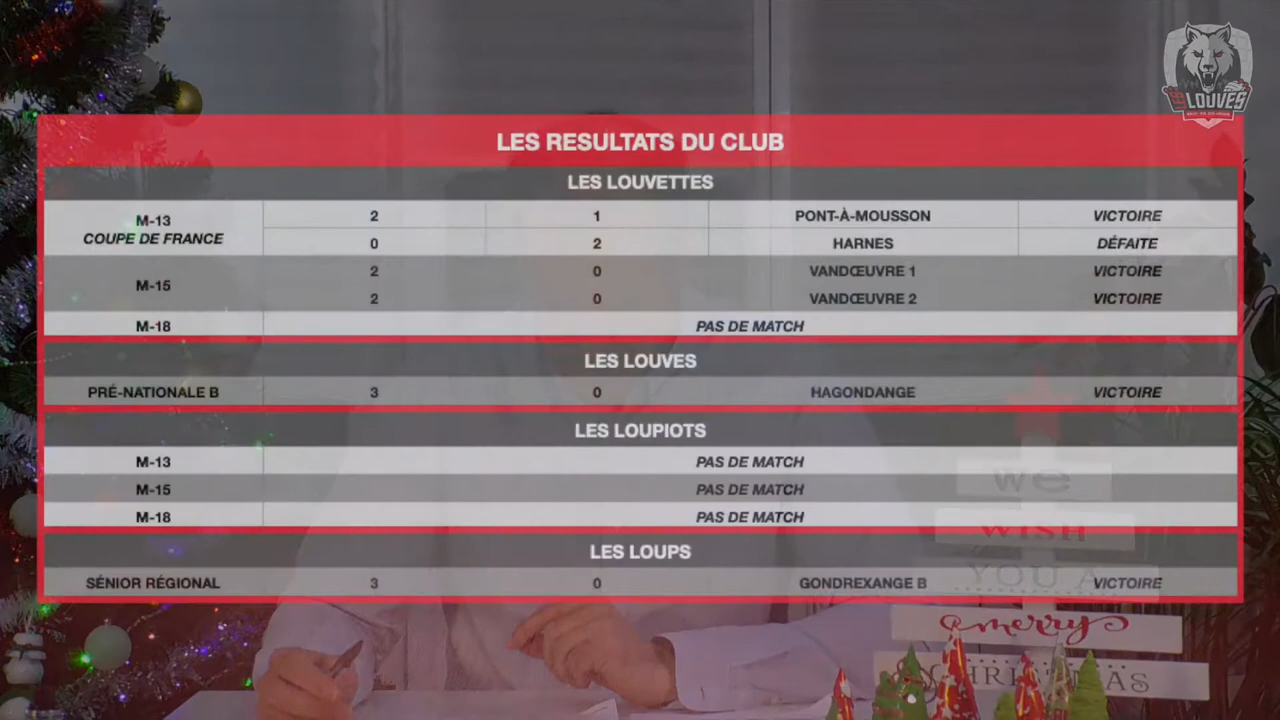 LES LOUVES
LES RESULTATS DU CLUB
LES LOUVETTES
M-13
COUPE DE FRANCE
2 1 PONT-À-MOUSSON VICTOIRE
0 2 HARNES DÉFAITE
M-15
2 0 VANDŒUVRE 1 VICTOIRE
2 0 VANDŒUVRE 2 VICTOIRE
M-18 PAS DE MATCH
LES LOUVES
PRÉ-NATIONALE B 3 0 HAGONDANGE VICTOIRE
LES LOUPIOTS
M-13 PAS DE MATCH
M-15 PAS DE MATCH
M-18 PAS DE MATCH
LES LOUPS
SÉNIOR RÉGIONAL 3 0 GONDREXANGE B VICTOIRE
we
WISH
YOU A
merry
CHRISTMAS